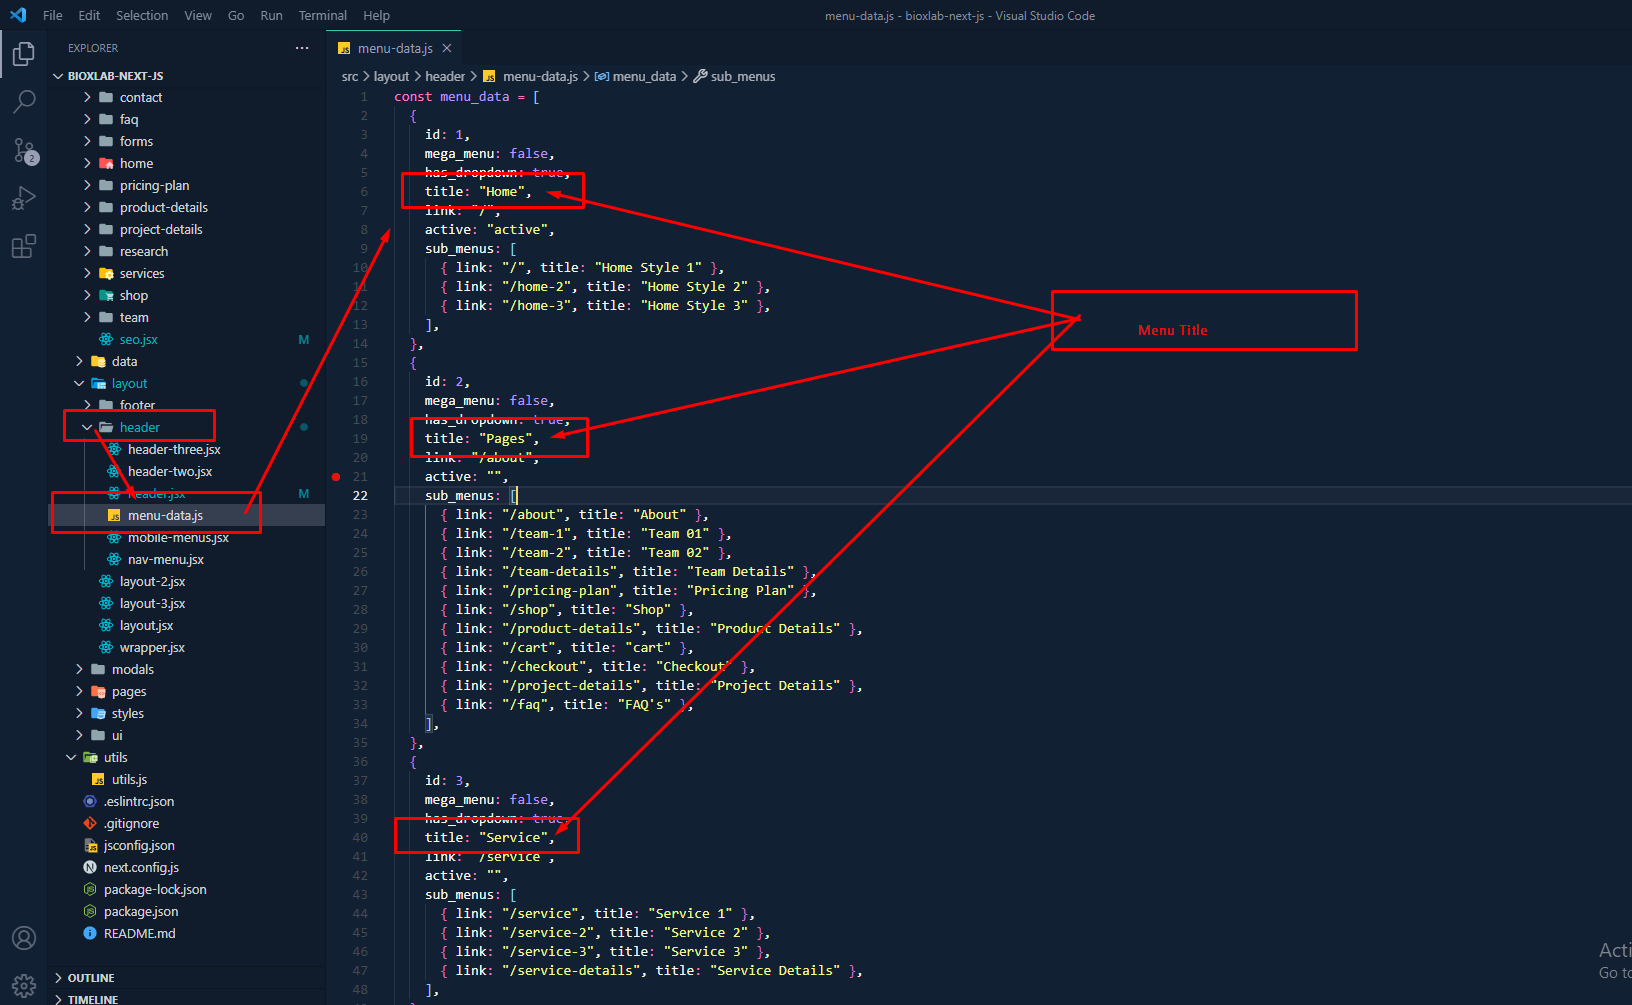 File Edit Selection View Go Run Terminal Help
menu-data.js - bioxlab-next-js - Visual Studio Code
EXPLORER
BIOXLAB-NEXT-JS
contact
faq
forms
home
pricing-plan
product-details
project-details
research
services
shop
team
seo.jsx M
data
layout
footer
header
header-three.jsx
header-two.jsx
header.jsx M
menu-data.js
mobile-menus.jsx
nav-menu.jsx
layout-2.jsx
layout-3.jsx
layout.jsx
wrapper.jsx
modals
pages
styles
ui
utils
utils.js
.eslintrc.json
.gitignore
jsconfig.json
next.config.js
package-lock.json
package.json
README.md
OUTLINE
TIMELINE
2
menu-data.js
src > layout > header > menu-data.js > menu_data > sub_menus
1 const menu_data = [
2 {
3 id: 1,
4 mega_menu: false,
5 has_dropdown: true,
6 title: "Home",
7 link: "/",
8 active: "active",
9 sub_menus: [
10 { link: "/", title: "Home Style 1" },
11 { link: "/home-2", title: "Home Style 2" },
12 { link: "/home-3", title: "Home Style 3" },
13 ],
14 },
15 {
16 id: 2,
17 mega_menu: false,
18 has_dropdown: true,
19 title: "Pages",
20 link: "/about",
21 active: "",
22 sub_menus: [
23 { link: "/about", title: "About" },
24 { link: "/team-1", title: "Team 01" },
25 { link: "/team-2", title: "Team 02" },
26 { link: "/team-details", title: "Team Details" },
27 { link: "/pricing-plan", title: "Pricing Plan" },
28 { link: "/shop", title: "Shop" },
29 { link: "/product-details", title: "Product Details" },
30 { link: "/cart", title: "cart" },
31 { link: "/checkout", title: "Checkout" },
32 { link: "/project-details", title: "Project Details" },
33 { link: "/faq", title: "FAQ's" },
34 ],
35 },
36 {
37 id: 3,
38 mega_menu: false,
39 has_dropdown: true,
40 title: "Service",
41 link: "/service",
42 active: "",
43 sub_menus: [
44 { link: "/service", title: "Service 1" },
45 { link: "/service-2", title: "Service 2" },
46 { link: "/service-3", title: "Service 3" },
47 { link: "/service-details", title: "Service Details" },
48 ],
Menu Title
Acti
Go to